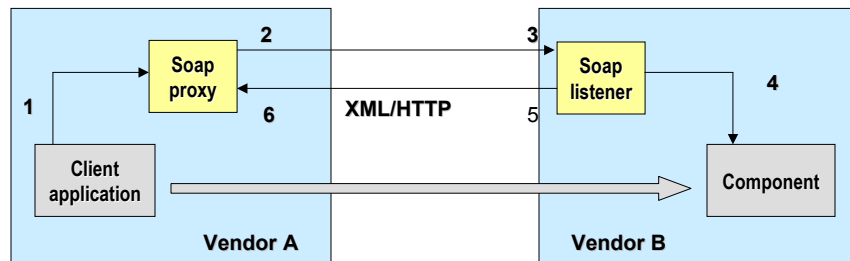 2
3
Soap
proxy
Soap
listener
1
4
6
XML/HTTP
5
Client
application
Component
Vendor A
Vendor B